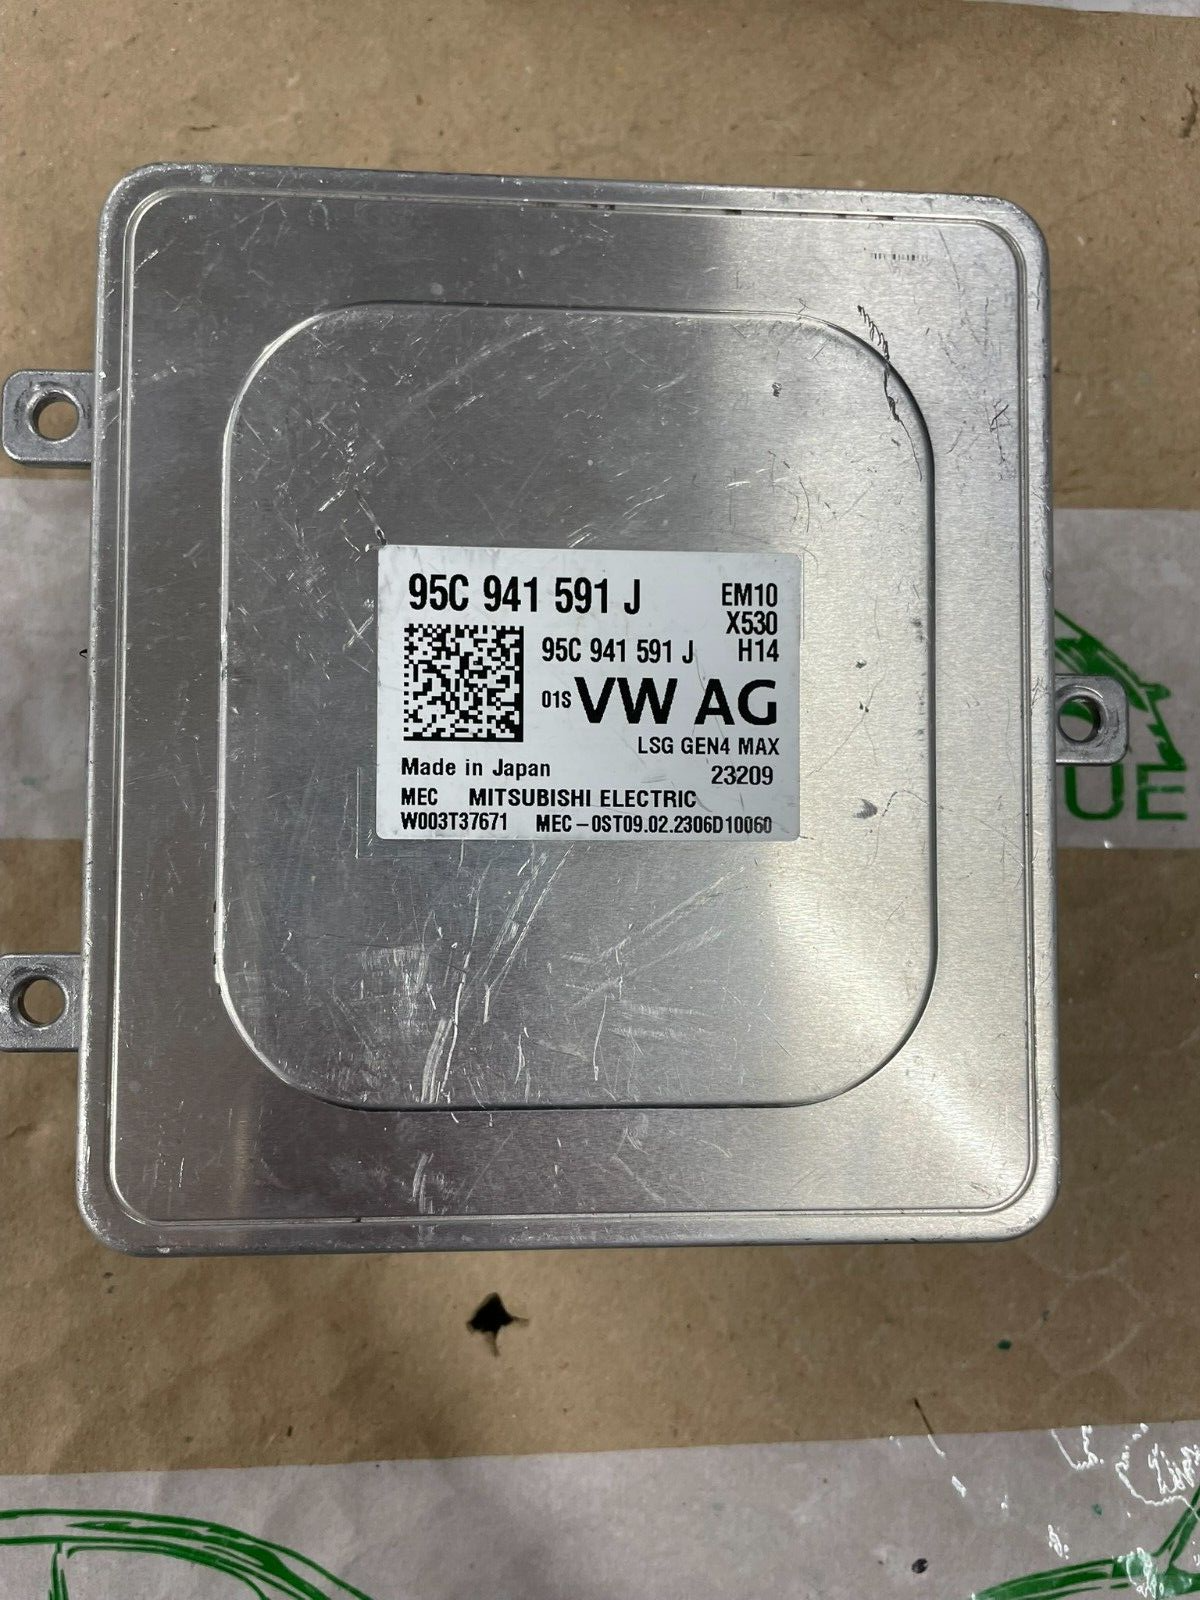 95C 941 591 J
EM10
X530
95C 941 591 J H14
01S VW AG
LSG GEN4 MAX
Made in Japan 23209
MEC MITSUBISHI ELECTRIC
W003T37671 MEC-0ST09.02.2306D10060
UE